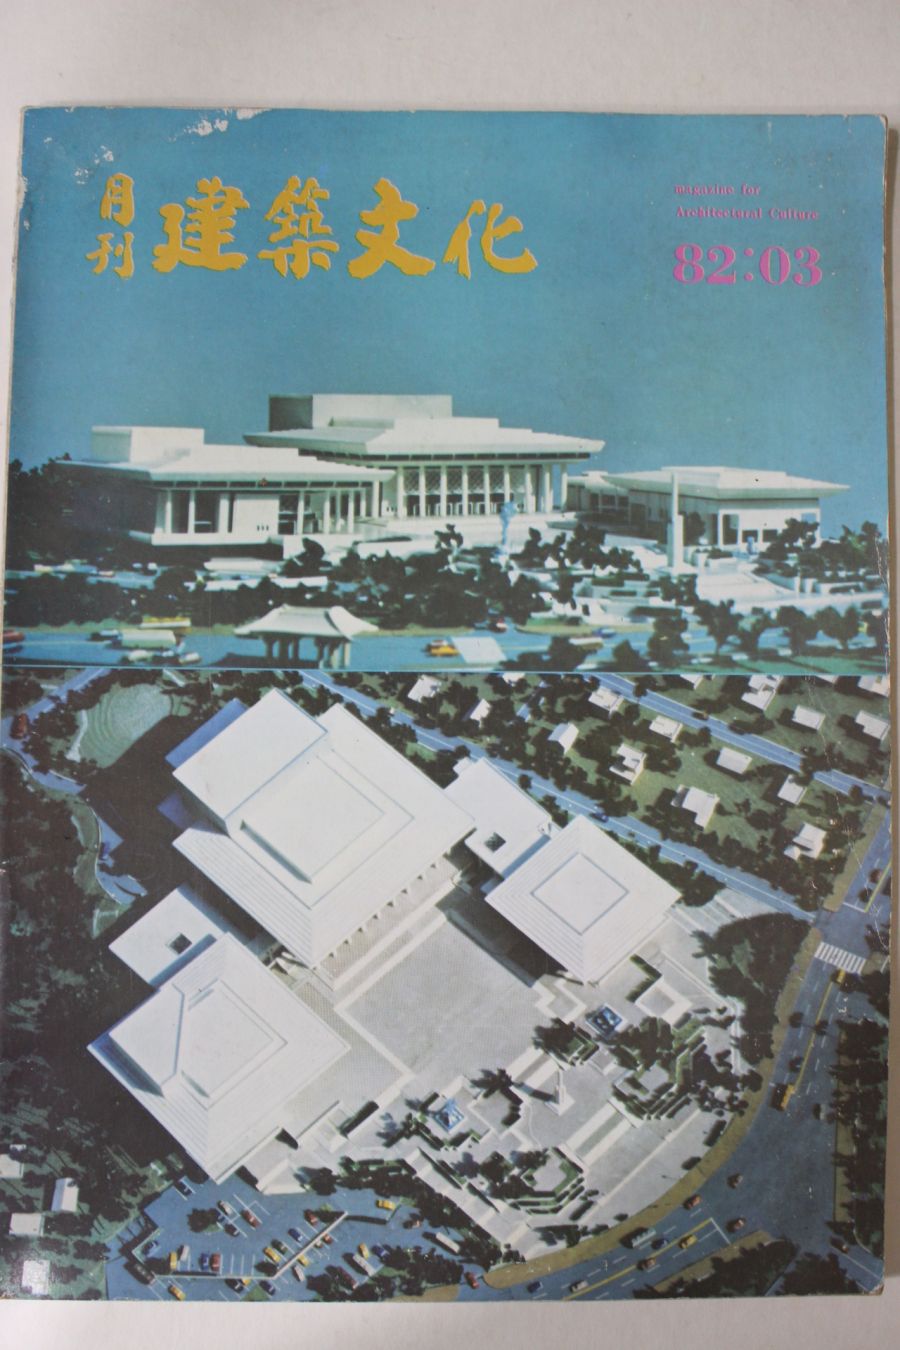 月刊 建築文化
magazine for
Architectural Culture
82:03